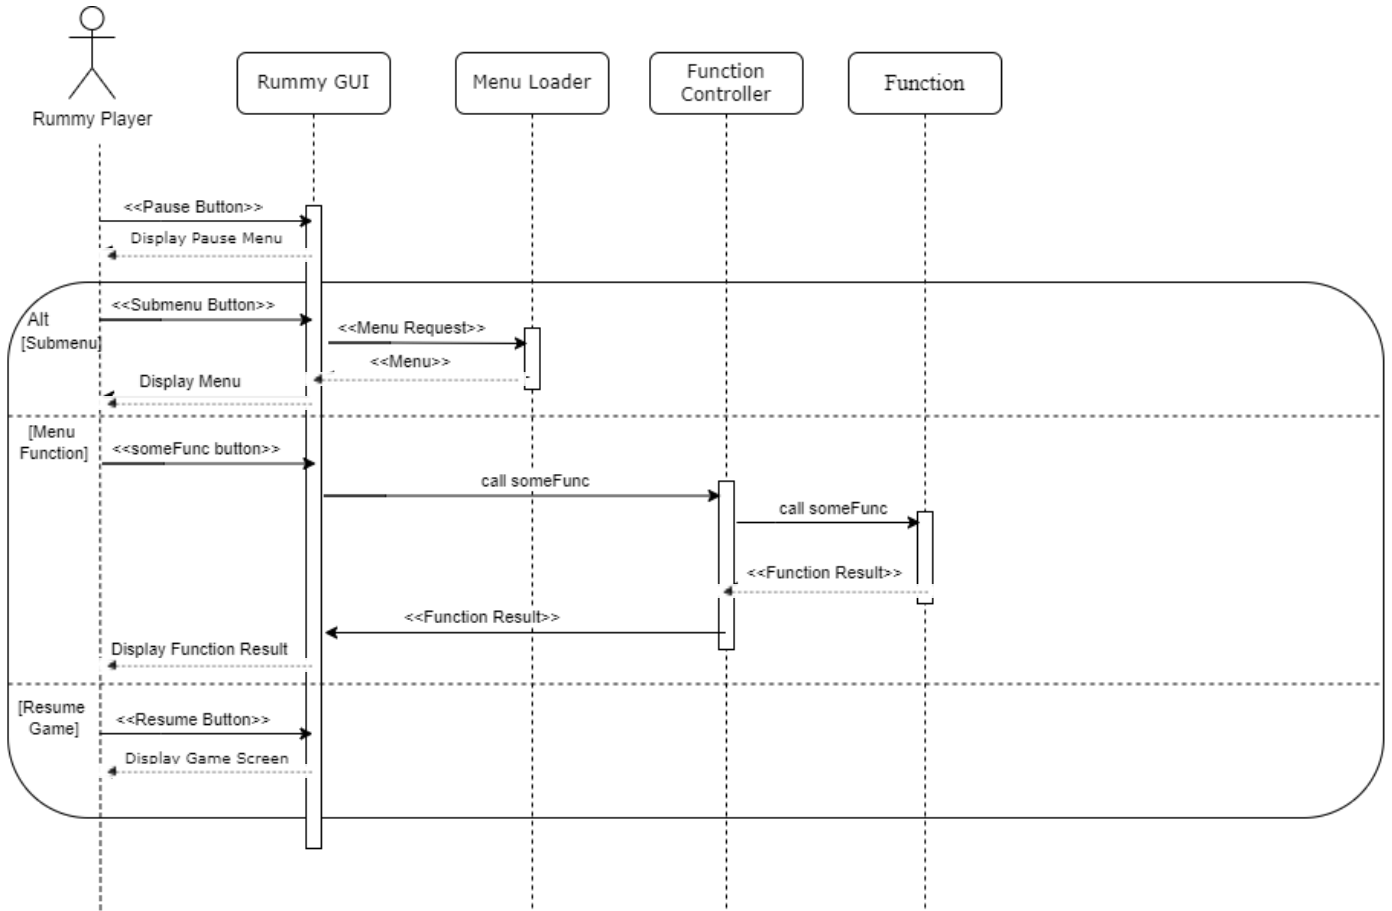 Rummy Player
Rummy GUI
Menu Loader
Function
Controller
Function
<<Pause Button>>
Display Pause Menu
Alt
[Submenu]
<<Submenu Button>>
<<Menu Request>>
<<Menu>>
Display Menu
[Menu
Function]
<<someFunc button>>
call someFunc
call someFunc
<<Function Result>>
<<Function Result>>
Display Function Result
[Resume
Game]
<<Resume Button>>
Display Game Screen